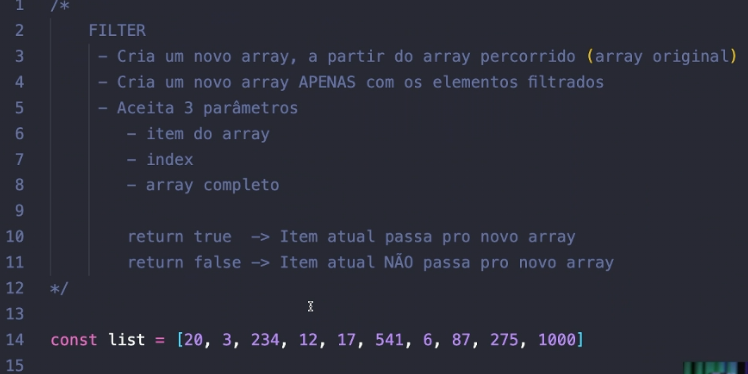 1 /*
2 FILTER
3 - Cria um novo array, a partir do array percorrido (array original)
4 - Cria um novo array APENAS com os elementos filtrados
5 - Aceita 3 parâmetros
6 - item do array
7 - index
8 - array completo
9
10 return true -> Item atual passa pro novo array
11 return false -> Item atual NÃO passa pro novo array
12 */
13
14 const list = [20, 3, 234, 12, 17, 541, 6, 87, 275, 1000]
15